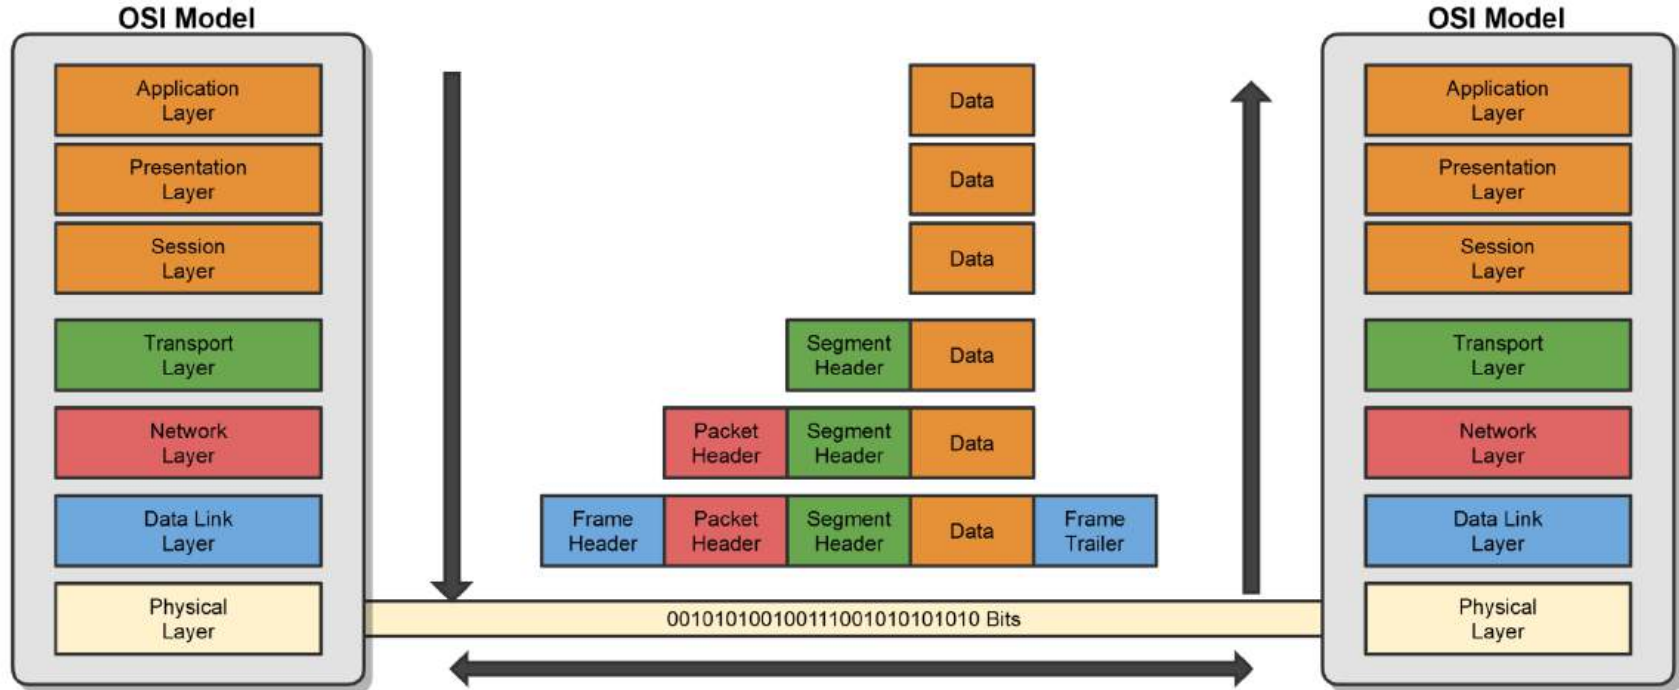 OSI Model
Application
Layer
Presentation
Layer
Session
Layer
Transport
Layer
Network
Layer
Data Link
Layer
Physical
Layer
Data
Data
Data
Segment
Header
Data
Packet
Header
Segment
Header
Data
Frame
Header
Packet
Header
Segment
Header
Data
Frame
Trailer
0010101001001110010101010 Bits
OSI Model
Application
Layer
Presentation
Layer
Session
Layer
Transport
Layer
Network
Layer
Data Link
Layer
Physical
Layer